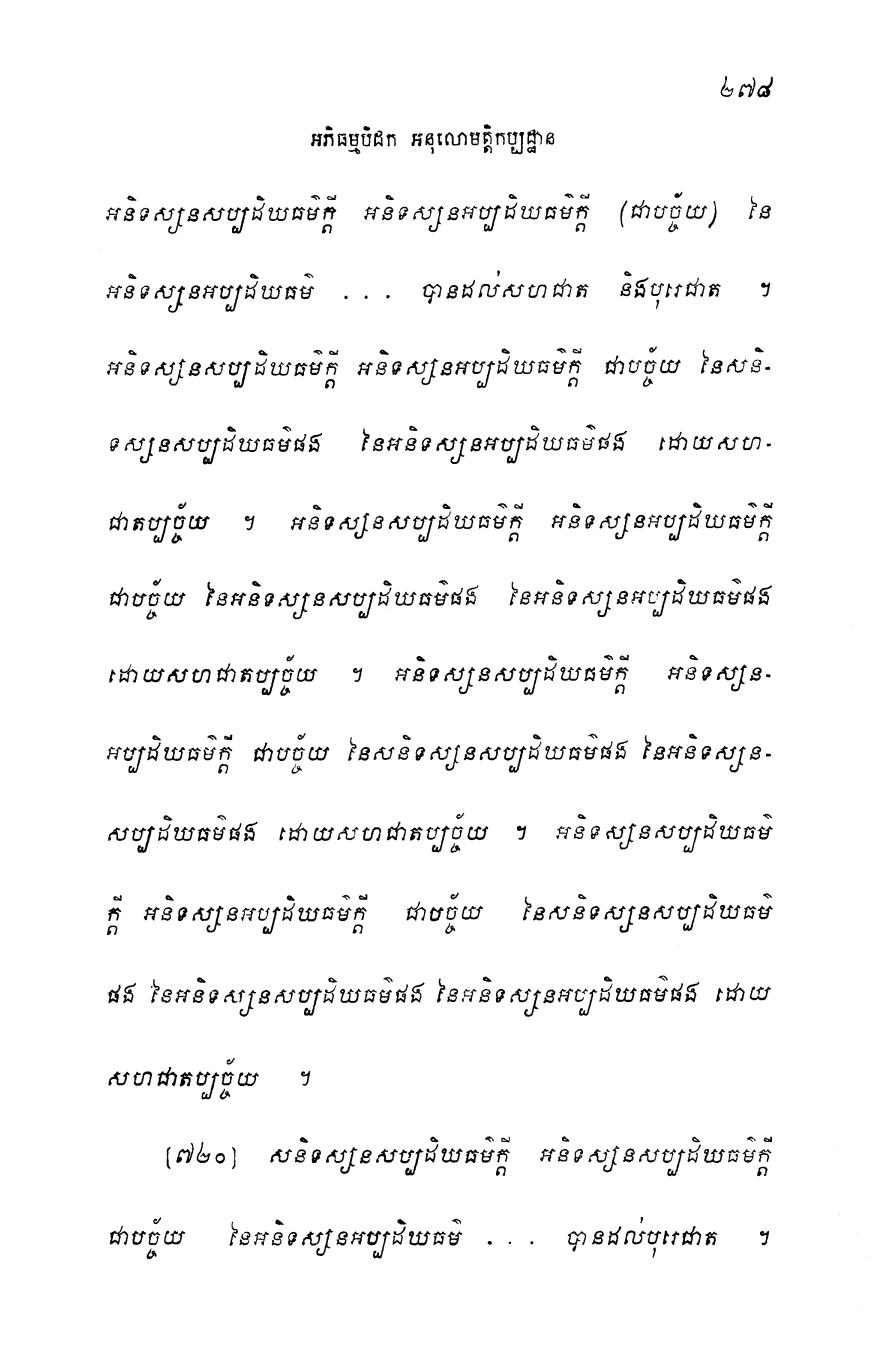 ២៧៨
អភិធម្មបិដក អនុលោមត្តិកប្បដ្ឋាន
អនិទស្សនសប្បដិឃធម៌ក្តី អនិទស្សនអប្បដិឃធម៌ក្តី (ជាបច្ច័យ) នៃ
អនិទស្សនអប្បដិឃធម៌ . . . បានដល់សហជាត និងបុរេជាត ។
អនិទស្សនសប្បដិឃធម៌ក្តី អនិទស្សនអប្បដិឃធម៌ក្តី ជាបច្ច័យ នៃសនិ-
ទស្សនសប្បដិឃធម៌ផង នៃអនិទស្សនអប្បដិឃធម៌ផង ដោយសហ-
ជាតប្បច្ច័យ ។ អនិទស្សនសប្បដិឃធម៌ក្តី អនិទស្សនអប្បដិឃធម៌ក្តី
ជាបច្ច័យ នៃអនិទស្សនសប្បដិឃធម៌ផង នៃអនិទស្សនអប្បដិឃធម៌ផង
ដោយសហជាតប្បច្ច័យ ។ អនិទស្សនសប្បដិឃធម៌ក្តី អនិទស្សន-
អប្បដិឃធម៌ក្តី ជាបច្ច័យ នៃសនិទស្សនសប្បដិឃធម៌ផង នៃអនិទស្សន-
សប្បដិឃធម៌ផង ដោយសហជាតប្បច្ច័យ ។ អនិទស្សនសប្បដិឃធម៌
ក្តី អនិទស្សនអប្បដិឃធម៌ក្តី ជាបច្ច័យ នៃសនិទស្សនសប្បដិឃធម៌
ផង នៃអនិទស្សនសប្បដិឃធម៌ផង នៃអនិទស្សនអប្បដិឃធម៌ផង ដោយ
សហជាតប្បច្ច័យ ។
[៧២០] សនិទស្សនសប្បដិឃធម៌ក្តី អនិទស្សនសប្បដិឃធម៌ក្តី
ជាបច្ច័យ នៃអនិទស្សនអប្បដិឃធម៌ . . . បានដល់បុរេជាត ។